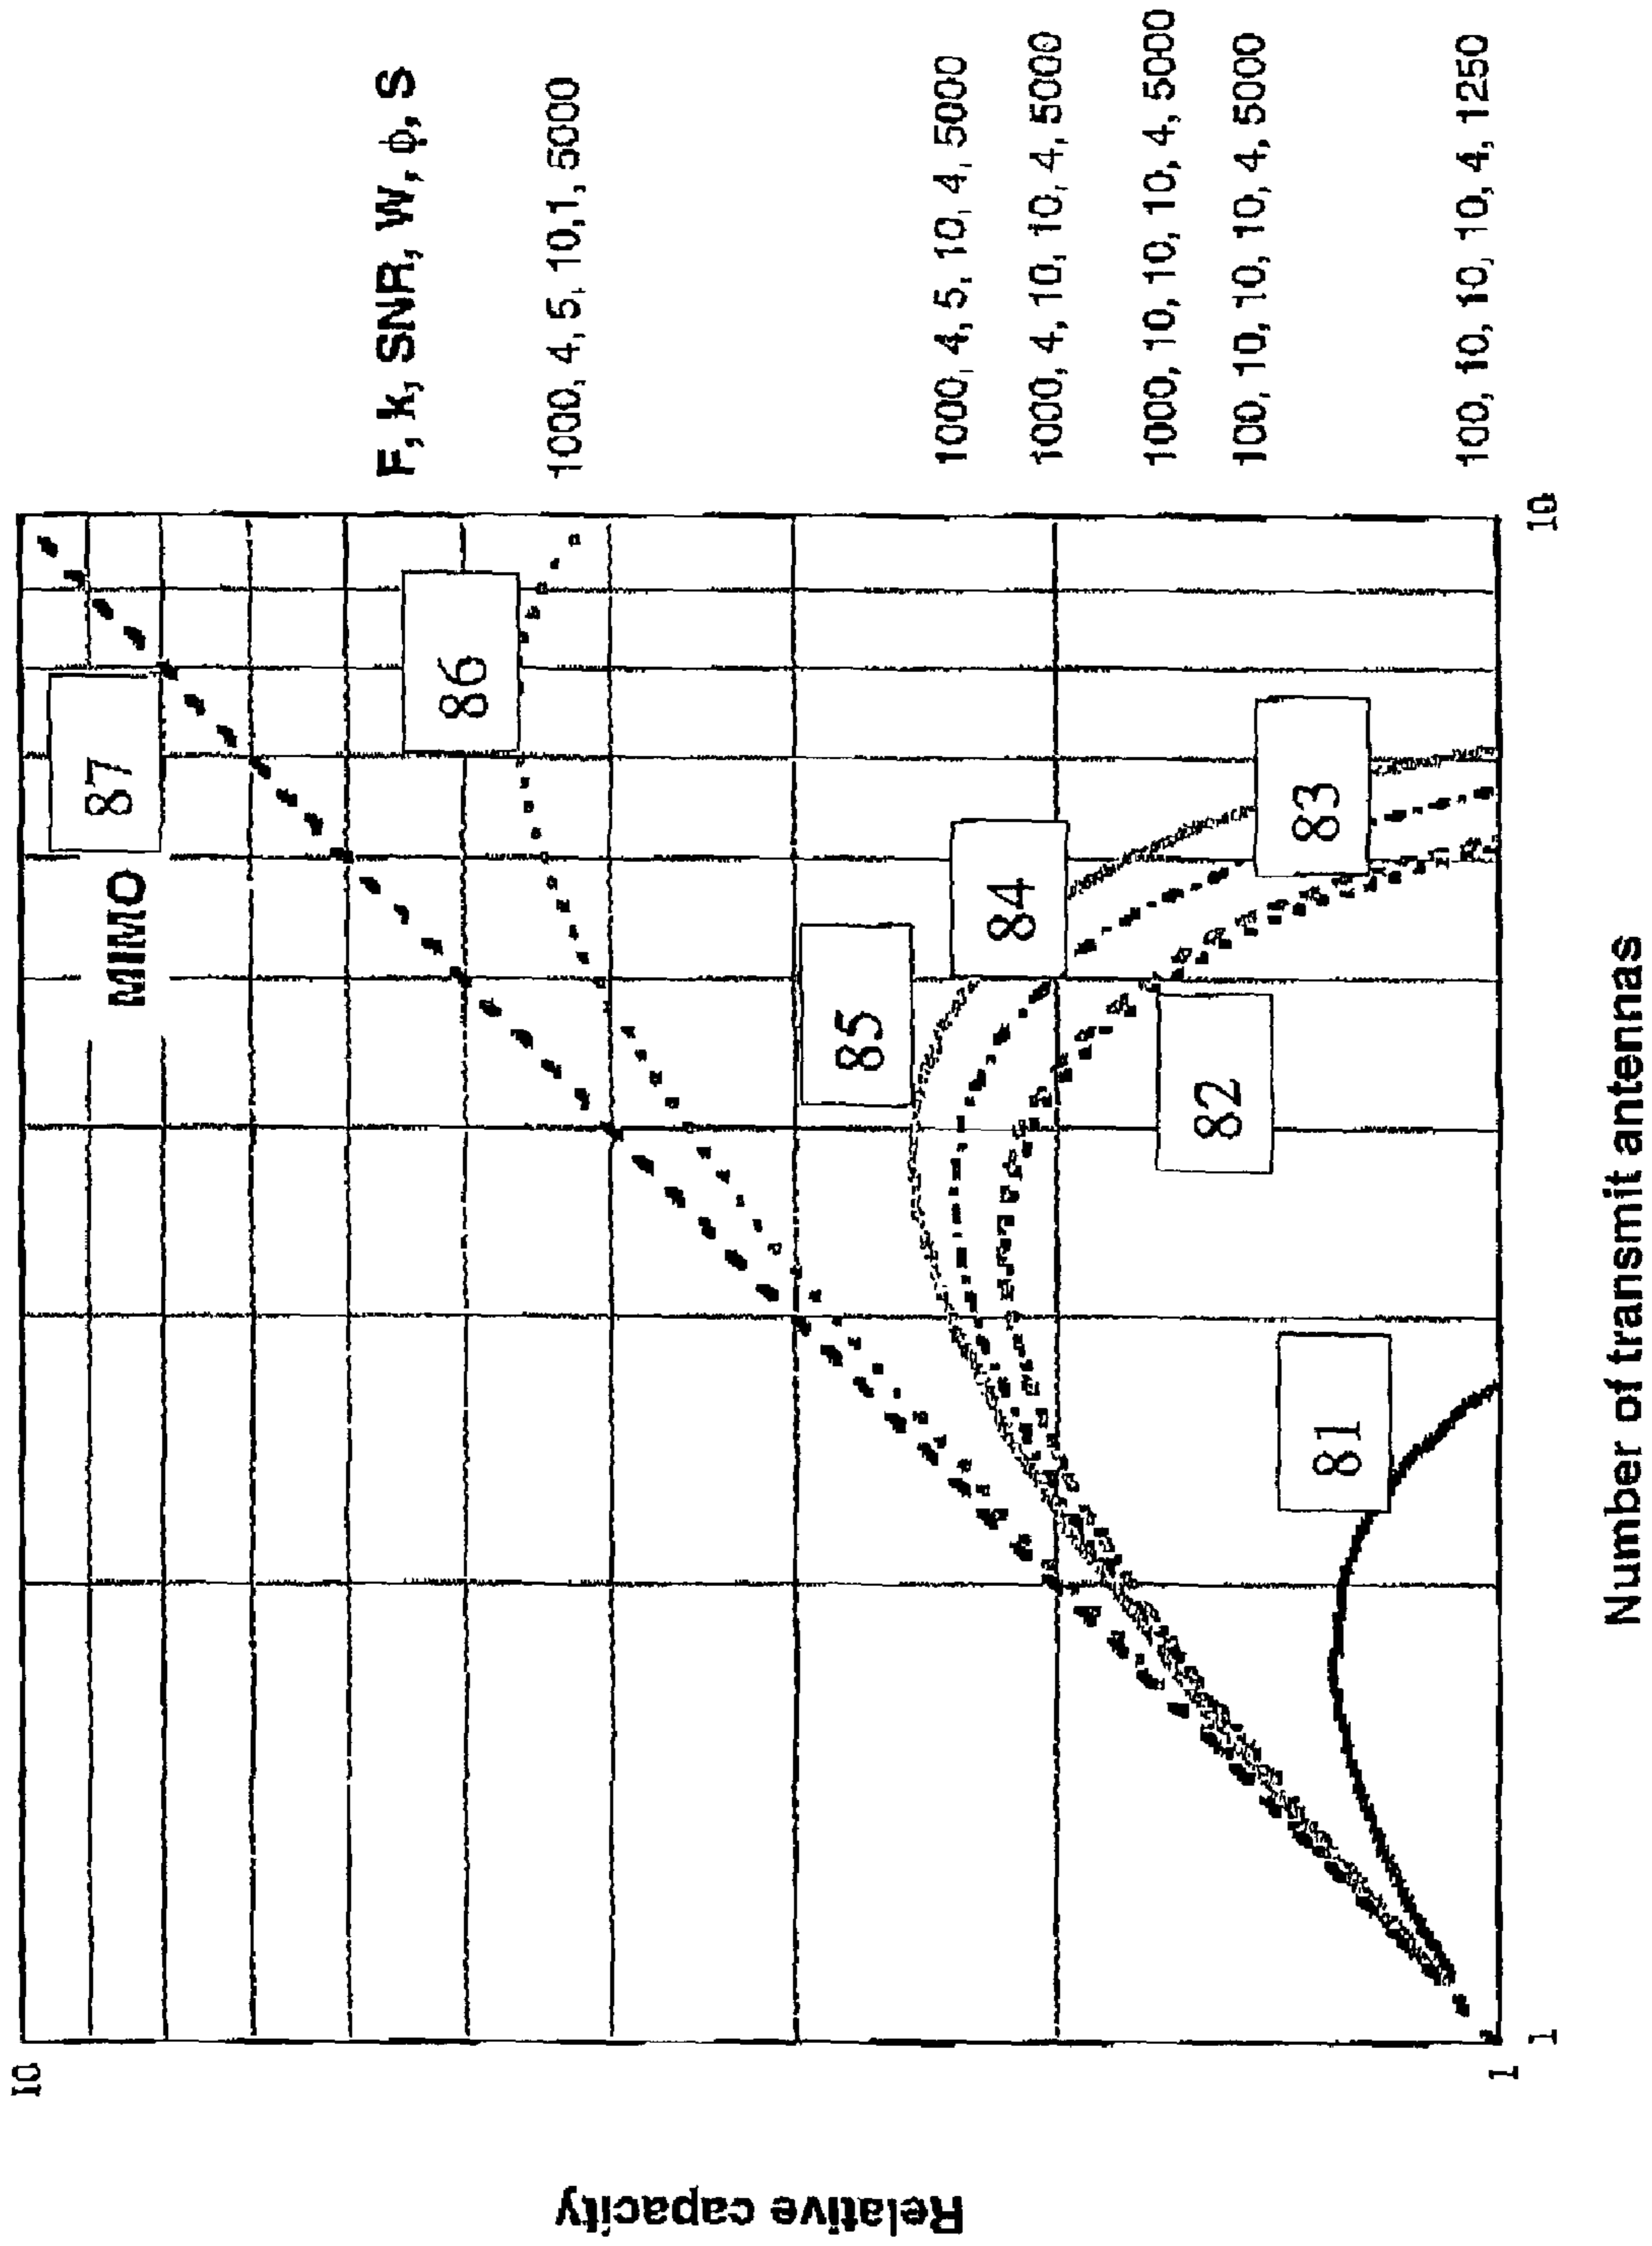 Relative capacity
10
1
1
10
Number of transmit antennas
MIMO
87
86
85
84
83
82
81
F, k, SNR, W, ϕ, S
1000, 4, 5, 10, 1, 5000
1000, 4, 5, 10, 4, 5000
1000, 4, 10, 10, 4, 5000
1000, 10, 10, 10, 4, 5000
100, 10, 10, 10, 4, 5000
100, 10, 10, 10, 4, 1250